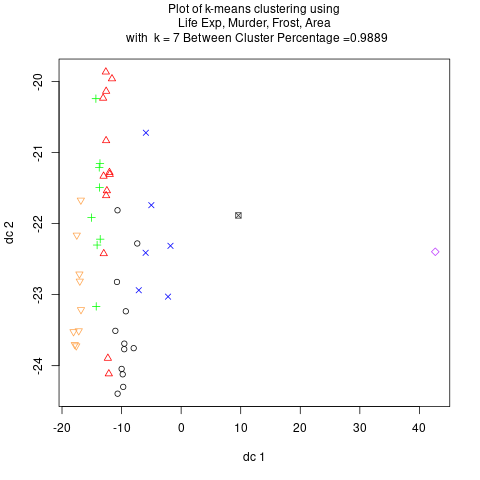 Plot of k-means clustering using
Life Exp, Murder, Frost, Area
with k = 7 Between Cluster Percentage =0.9889
dc 2
-20
-21
-22
-23
-24
-20
-10
0
10
20
30
40
dc 1